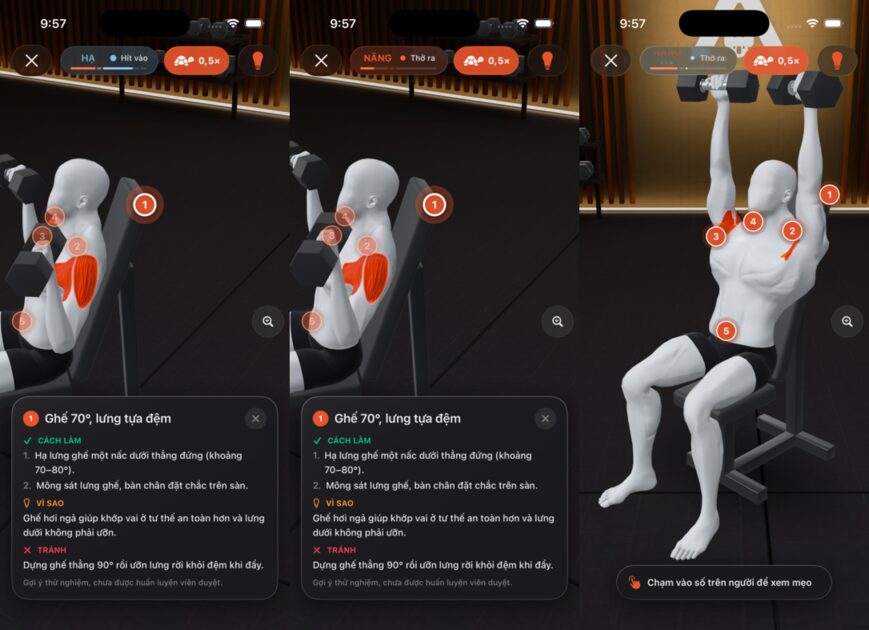 9:57
HẠ
Hít vào
0,5×
4
3
2
1
5
1 Ghế 70°, lưng tựa đệm
CÁCH LÀM
1. Hạ lưng ghế một nấc dưới thẳng đứng (khoảng
70–80°).
2. Mông sát lưng ghế, bàn chân đặt chắc trên sàn.
VÌ SAO
Ghế hơi ngả giúp khớp vai ở tư thế an toàn hơn và lưng
dưới không phải ưỡn.
TRÁNH
Dựng ghế thẳng 90° rồi ưỡn lưng rời khỏi đệm khi đẩy.
Gợi ý thử nghiệm, chưa được huấn luyện viên duyệt.
9:57
NÂNG
Thở ra
0,5×
1
4
3
2
5
1 Ghế 70°, lưng tựa đệm
CÁCH LÀM
1. Hạ lưng ghế một nấc dưới thẳng đứng (khoảng
70–80°).
2. Mông sát lưng ghế, bàn chân đặt chắc trên sàn.
VÌ SAO
Ghế hơi ngả giúp khớp vai ở tư thế an toàn hơn và lưng
dưới không phải ưỡn.
TRÁNH
Dựng ghế thẳng 90° rồi ưỡn lưng rời khỏi đệm khi đẩy.
Gợi ý thử nghiệm, chưa được huấn luyện viên duyệt.
9:57
Thở ra
0,5×
1
4
2
3
5
Chạm vào số trên người để xem mẹo